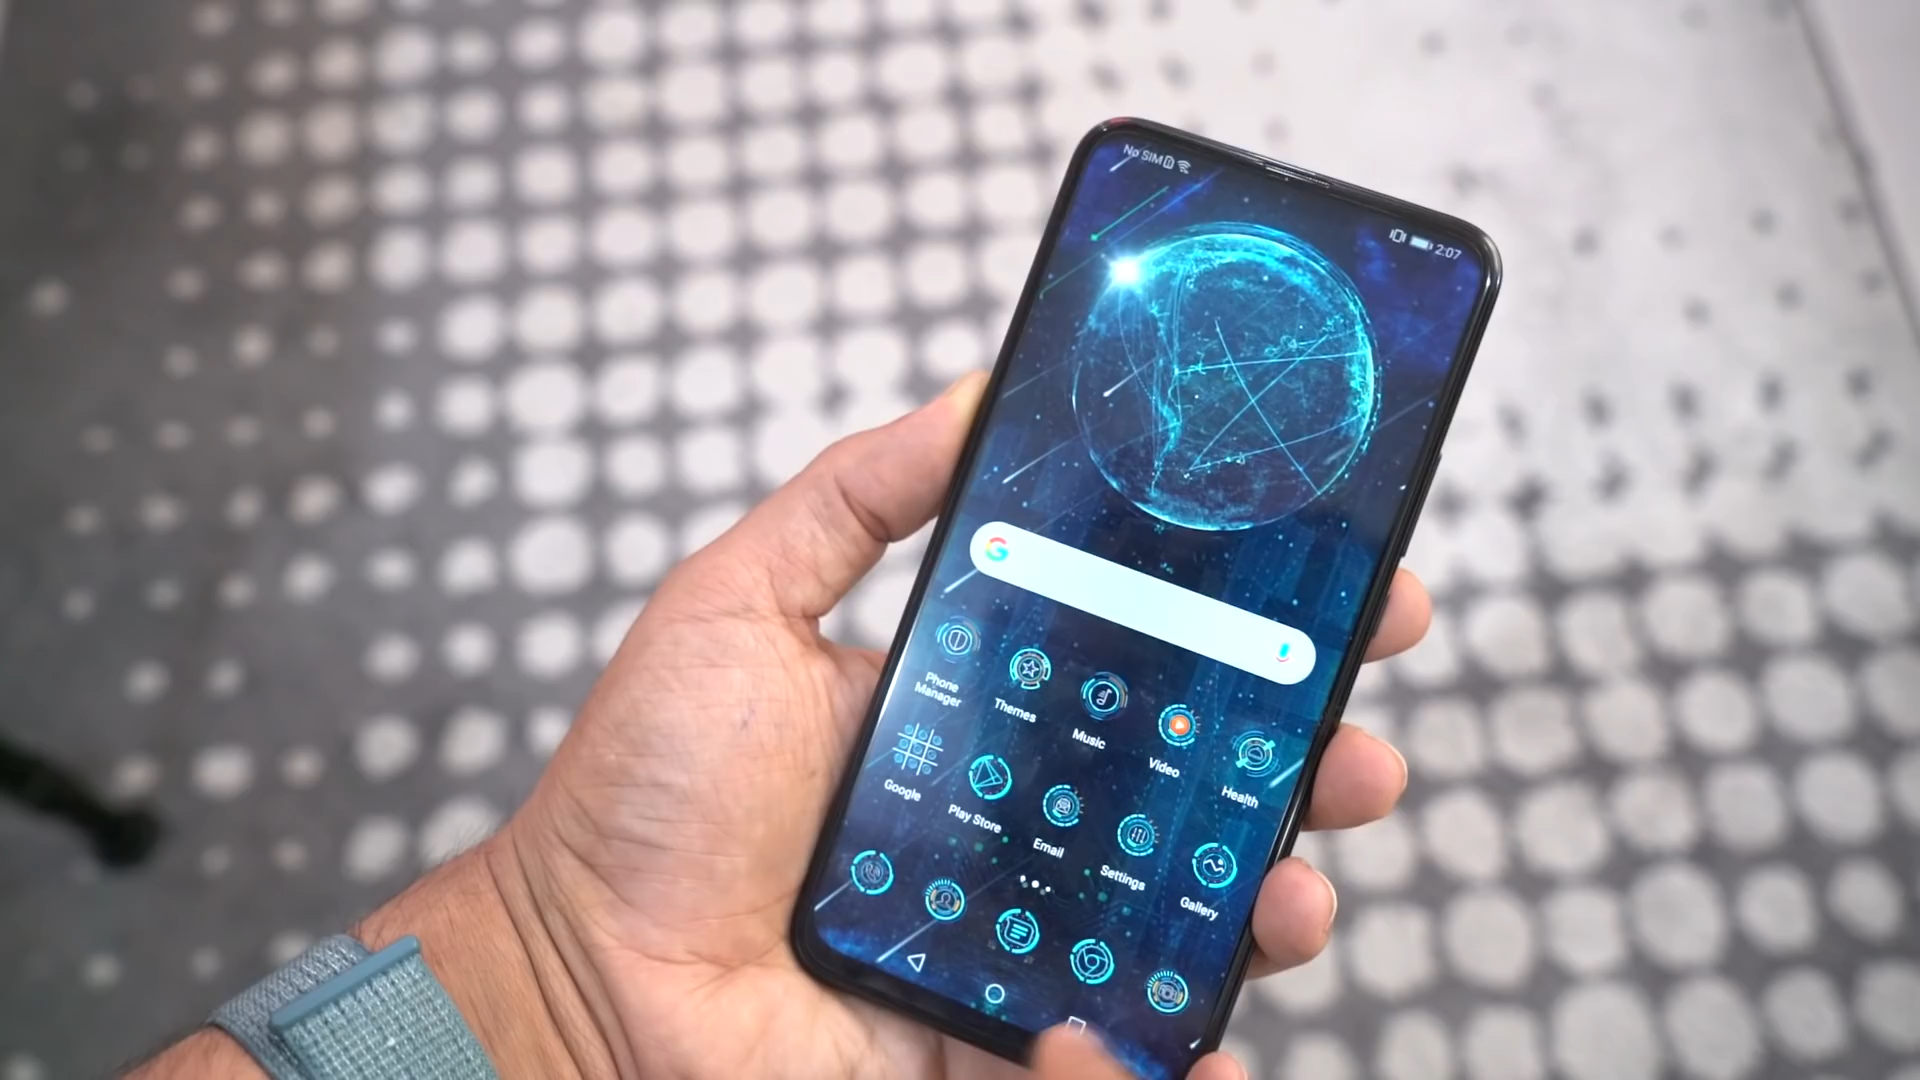 No SIM
2:07
Phone
Manager
Themes
Music
Video
Health
Google
Play Store
Email
Settings
Gallery